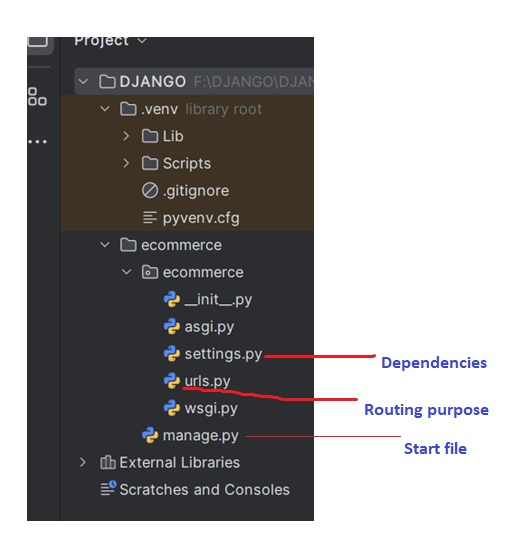 Project
DJANGO F:\DJANGO\DJAN
.venv library root
Lib
Scripts
.gitignore
pyvenv.cfg
ecommerce
ecommerce
__init__.py
asgi.py
settings.py
Dependencies
urls.py
wsgi.py
Routing purpose
manage.py
Start file
External Libraries
Scratches and Consoles